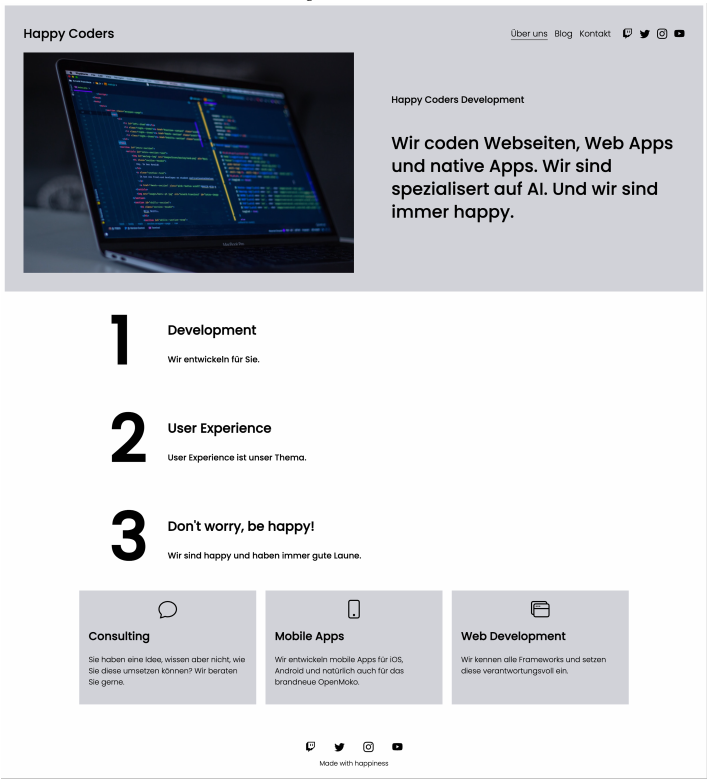 Happy Coders
Über uns Blog Kontakt
Happy Coders Development
Wir coden Webseiten, Web Apps
und native Apps. Wir sind
spezialisert auf AI. Und wir sind
immer happy.
1
Development
Wir entwickeln für Sie.
2
User Experience
User Experience ist unser Thema.
3
Don't worry, be happy!
Wir sind happy und haben immer gute Laune.
Consulting
Sie haben eine Idee, wissen aber nicht, wie
Sie diese umsetzen können? Wir beraten
Sie gerne.
Mobile Apps
Wir entwickeln mobile Apps für iOS,
Android und natürlich auch für das
brandneue OpenMoko.
Web Development
Wir kennen alle Frameworks und setzen
diese verantwortungsvoll ein.
Made with happiness